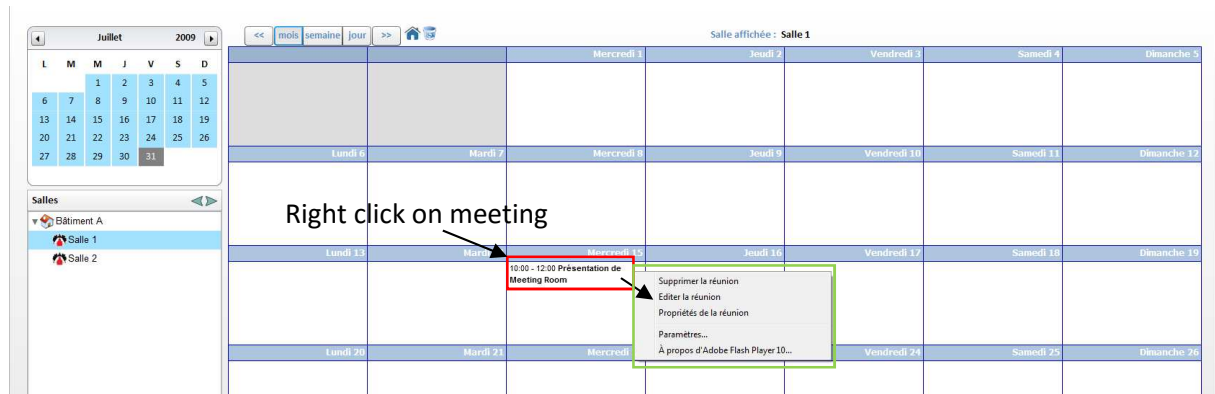 Juillet 2009
L M M J V S D
1 2 3 4 5
6 7 8 9 10 11 12
13 14 15 16 17 18 19
20 21 22 23 24 25 26
27 28 29 30 31
Salles
Bâtiment A
Salle 1
Salle 2
<< mois semaine jour >>
Salle affichée : Salle 1
Mercredi 1 Jeudi 2 Vendredi 3 Samedi 4 Dimanche 5
Lundi 6 Mardi 7 Mercredi 8 Jeudi 9 Vendredi 10 Samedi 11 Dimanche 12
Right click on meeting
Lundi 13 Mardi Mercredi 15 Jeudi 16 Vendredi 17 Samedi 18 Dimanche 19
10:00 - 12:00 Présentation de
Meeting Room
Supprimer la réunion
Editer la réunion
Propriétés de la réunion
Paramètres...
À propos d'Adobe Flash Player 10...
Lundi 20 Mardi 21 Mercredi Vendredi 24 Samedi 25 Dimanche 26